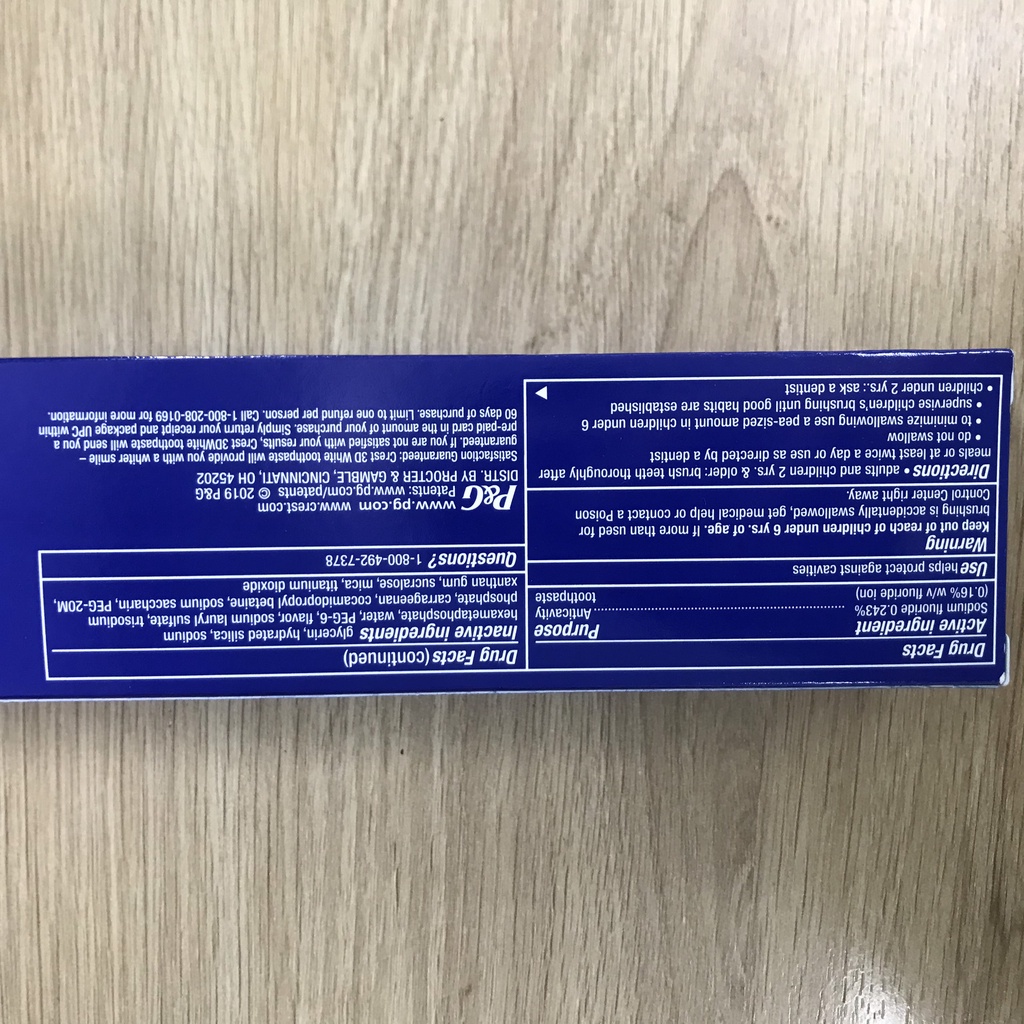 Drug Facts
Active ingredient Purpose
Sodium fluoride 0.243%........................................Anticavity
(0.16% w/v fluoride ion) toothpaste
Use helps protect against cavities
Warning
Keep out of reach of children under 6 yrs. of age. If more than used for
brushing is accidentally swallowed, get medical help or contact a Poison
Control Center right away.
Directions • adults and children 2 yrs. & older: brush teeth thoroughly after
meals or at least twice a day or use as directed by a dentist
• do not swallow
• to minimize swallowing use a pea-sized amount in children under 6
• supervise children's brushing until good habits are established
• children under 2 yrs.: ask a dentist
Drug Facts (continued)
Inactive ingredients glycerin, hydrated silica, sodium
hexametaphosphate, water, PEG-6, flavor, sodium lauryl sulfate, trisodium
phosphate, carrageenan, cocamidopropyl betaine, sodium saccharin, PEG-20M,
xanthan gum, sucralose, mica, titanium dioxide
Questions? 1-800-492-7378
P&G www.pg.com www.crest.com
Patents: www.pg.com/patents © 2019 P&G
DISTR. BY PROCTER & GAMBLE, CINCINNATI, OH 45202
Satisfaction Guaranteed: Crest 3D White toothpaste will provide you with a whiter smile –
guaranteed. If you are not satisfied with your results, Crest 3DWhite toothpaste will send you a
pre-paid card in the amount of your purchase. Simply return your receipt and package UPC within
60 days of purchase. Limit to one refund per person. Call 1-800-208-0169 for more information.